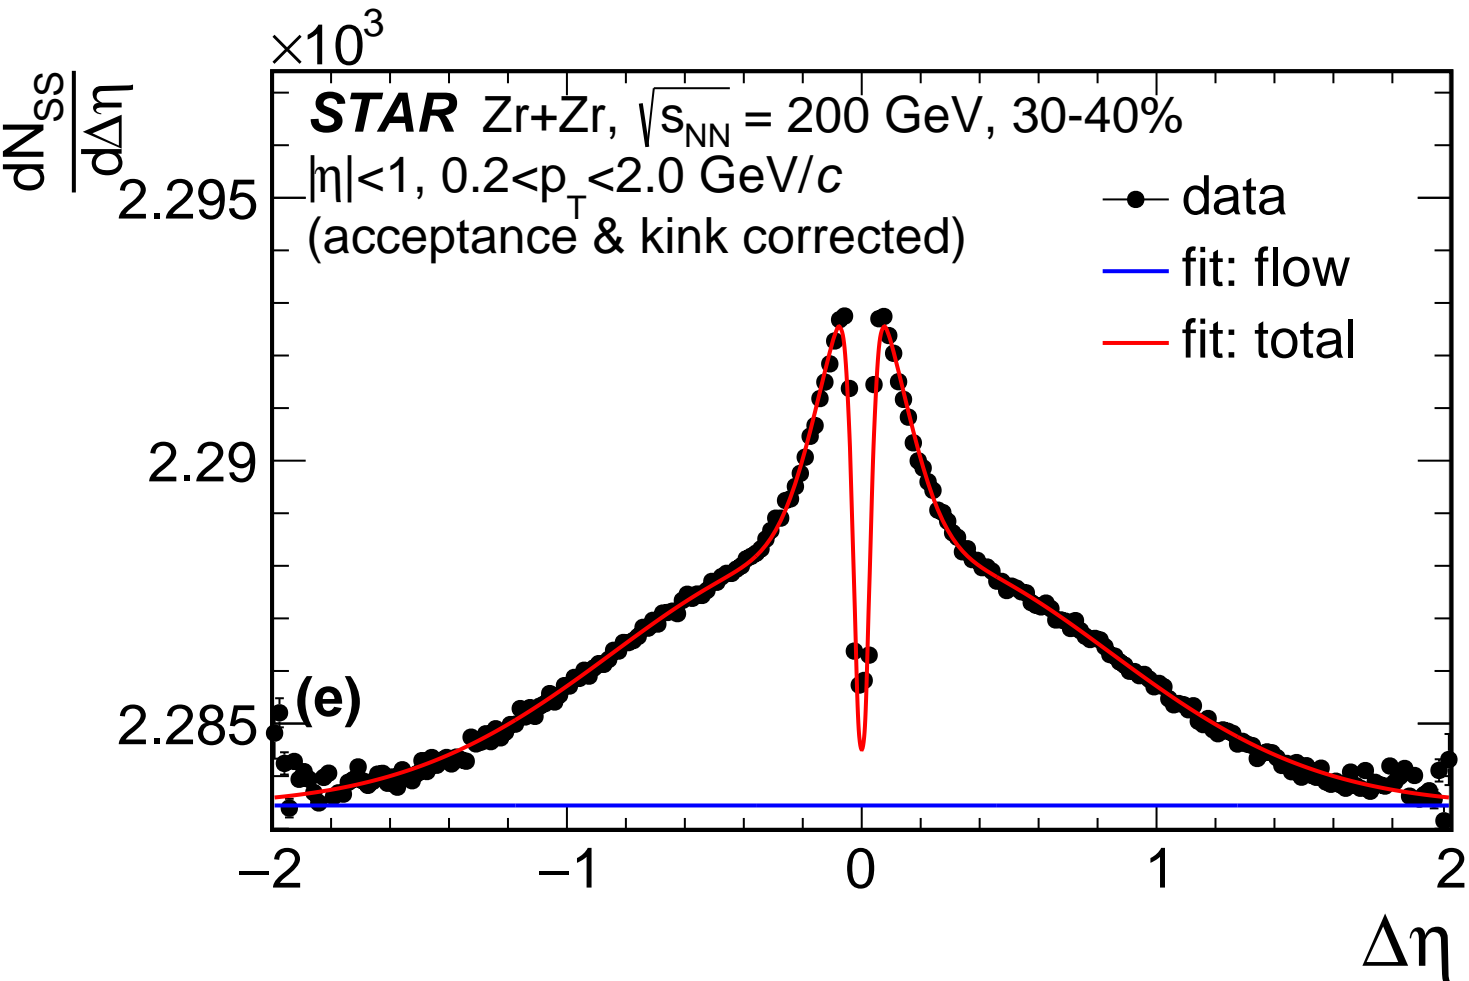 ×10³
dN_SS
dΔη
STAR Zr+Zr, √s_NN = 200 GeV, 30-40%
|η|<1, 0.2<p_T<2.0 GeV/c
(acceptance & kink corrected)
data
fit: flow
fit: total
2.295
2.29
2.285
(e)
−2
−1
0
1
2
Δη